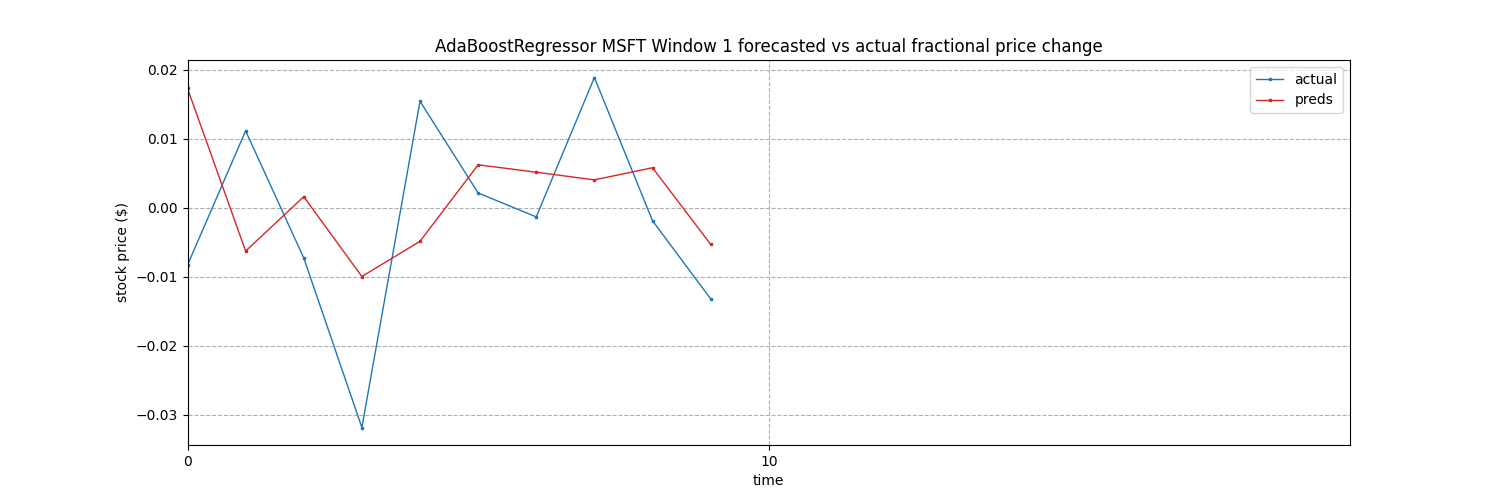 AdaBoostRegressor MSFT Window 1 forecasted vs actual fractional price change
actual
preds
0.02
0.01
0.00
−0.01
−0.02
−0.03
stock price ($)
0
10
time